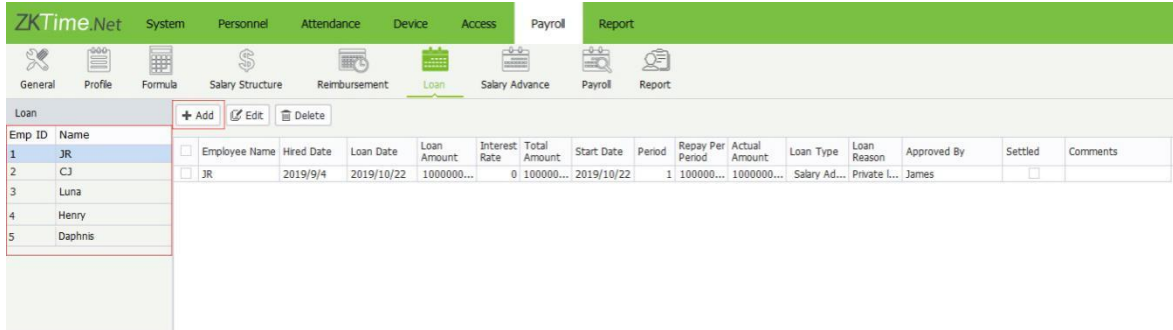 ZKTime.Net System Personnel Attendance Device Access Payroll Report
General Profile Formula Salary Structure Reimbursement Loan Salary Advance Payroll Report
Loan
+ Add Edit Delete
Emp ID Name
1 JR
2 CJ
3 Luna
4 Henry
5 Daphnis
Employee Name Hired Date Loan Date Loan Amount Interest Rate Total Amount Start Date Period Repay Per Period Actual Amount Loan Type Loan Reason Approved By Settled Comments
JR 2019/9/4 2019/10/22 1000000... 0 100000... 2019/10/22 1 100000... 1000000... Salary Ad... Private l... James